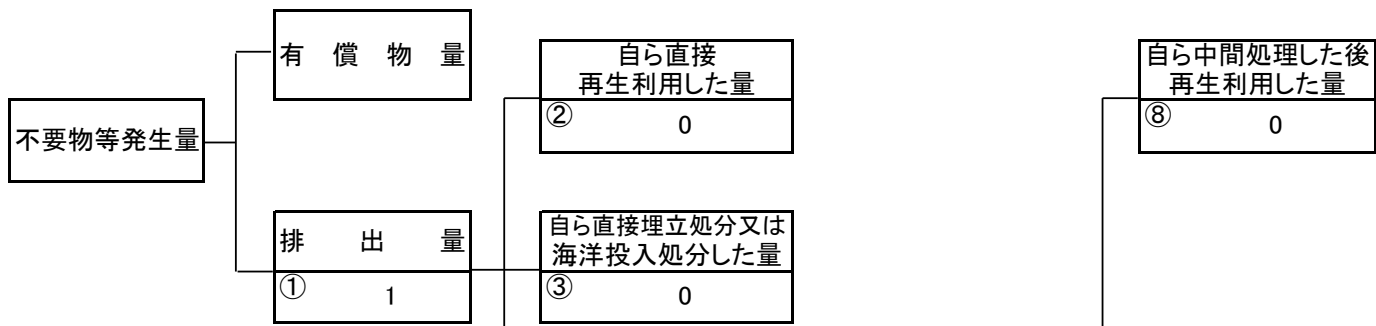 不要物等発生量
有償物量
排出量
① 1
自ら直接
再生利用した量
② 0
自ら直接埋立処分又は
海洋投入処分した量
③ 0
自ら中間処理した後
再生利用した量
⑧ 0